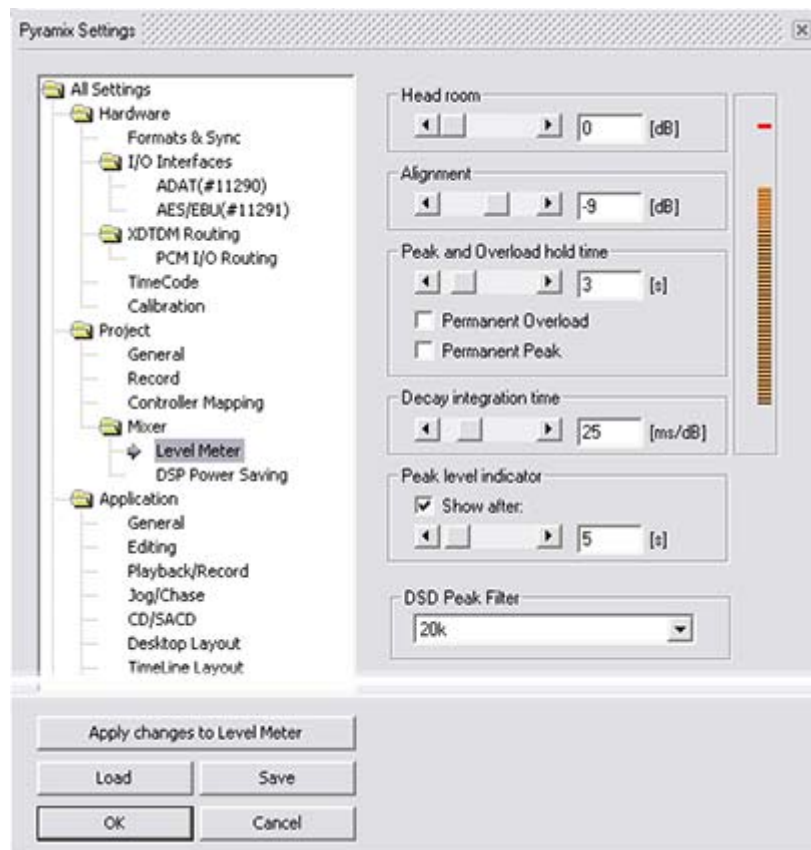 Pyramix Settings
All Settings
Hardware
Formats & Sync
I/O Interfaces
ADAT(#11290)
AES/EBU(#11291)
XDTDM Routing
PCM I/O Routing
TimeCode
Calibration
Project
General
Record
Controller Mapping
Mixer
Level Meter
DSP Power Saving
Application
General
Editing
Playback/Record
Jog/Chase
CD/SACD
Desktop Layout
TimeLine Layout
Head room
0 [dB]
Alignment
-9 [dB]
Peak and Overload hold time
3 [s]
Permanent Overload
Permanent Peak
Decay integration time
25 [ms/dB]
Peak level indicator
Show after:
5 [s]
DSD Peak Filter
20k
Apply changes to Level Meter
Load Save
OK Cancel